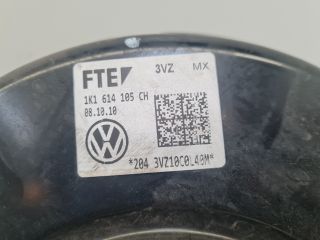 FTE 3VZ MX
1K1 614 105 CH
08.10.10
*204 3VZ10C0L40M*